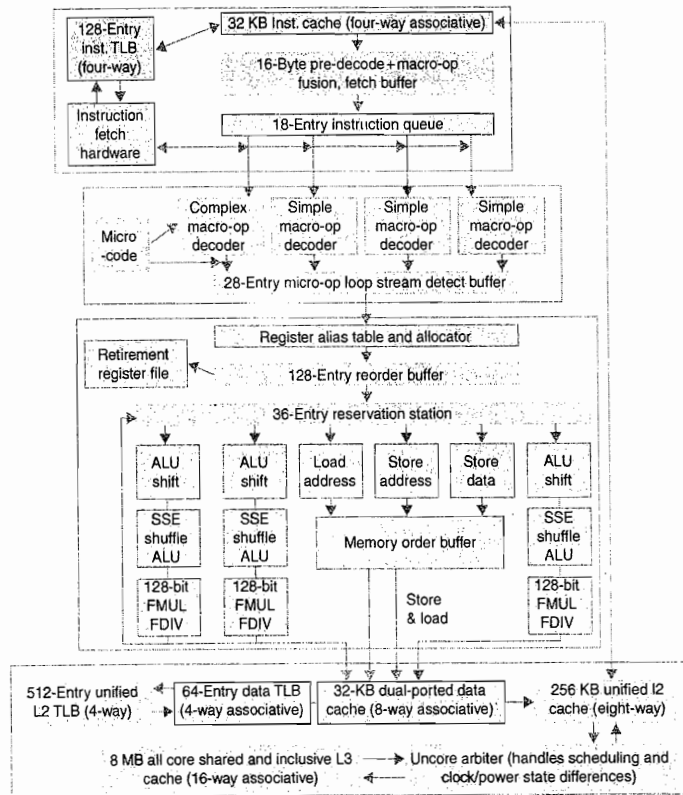 128-Entry
inst. TLB
(four-way)
32 KB Inst. cache (four-way associative)
16-Byte pre-decode+macro-op
fusion, fetch buffer
Instruction
fetch
hardware
18-Entry instruction queue
Micro
-code
Complex
macro-op
decoder
Simple
macro-op
decoder
Simple
macro-op
decoder
Simple
macro-op
decoder
28-Entry micro-op loop stream detect buffer
Register alias table and allocator
Retirement
register file
128-Entry reorder buffer
36-Entry reservation station
ALU
shift
ALU
shift
Load
address
Store
address
Store
data
ALU
shift
SSE
shuffle
ALU
SSE
shuffle
ALU
Memory order buffer
SSE
shuffle
ALU
128-bit
FMUL
FDIV
128-bit
FMUL
FDIV
Store
& load
128-bit
FMUL
FDIV
512-Entry unified
L2 TLB (4-way)
64-Entry data TLB
(4-way associative)
32-KB dual-ported data
cache (8-way associative)
256 KB unified l2
cache (eight-way)
8 MB all core shared and inclusive L3
cache (16-way associative)
Uncore arbiter (handles scheduling and
clock/power state differences)